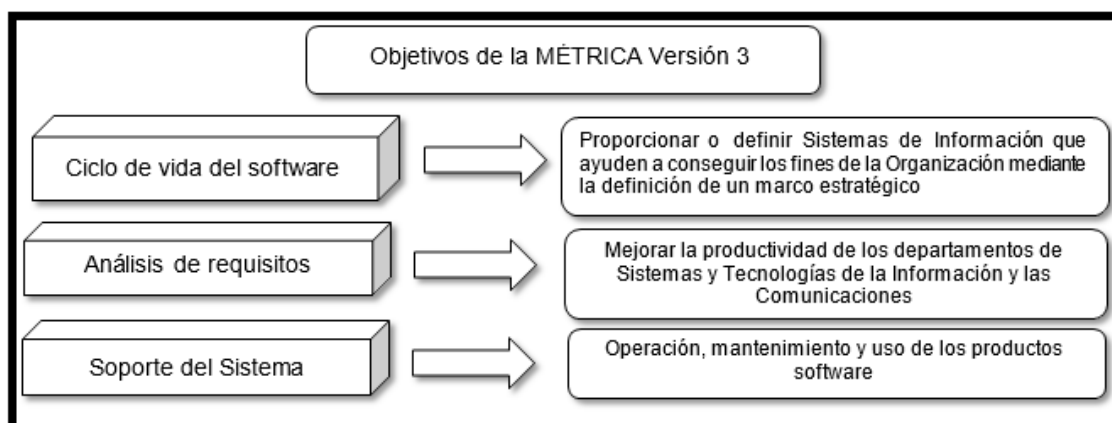 Objetivos de la MÉTRICA Versión 3
Ciclo de vida del software
Proporcionar o definir Sistemas de Información que
ayuden a conseguir los fines de la Organización mediante
la definición de un marco estratégico
Análisis de requisitos
Mejorar la productividad de los departamentos de
Sistemas y Tecnologías de la Información y las
Comunicaciones
Soporte del Sistema
Operación, mantenimiento y uso de los productos
software